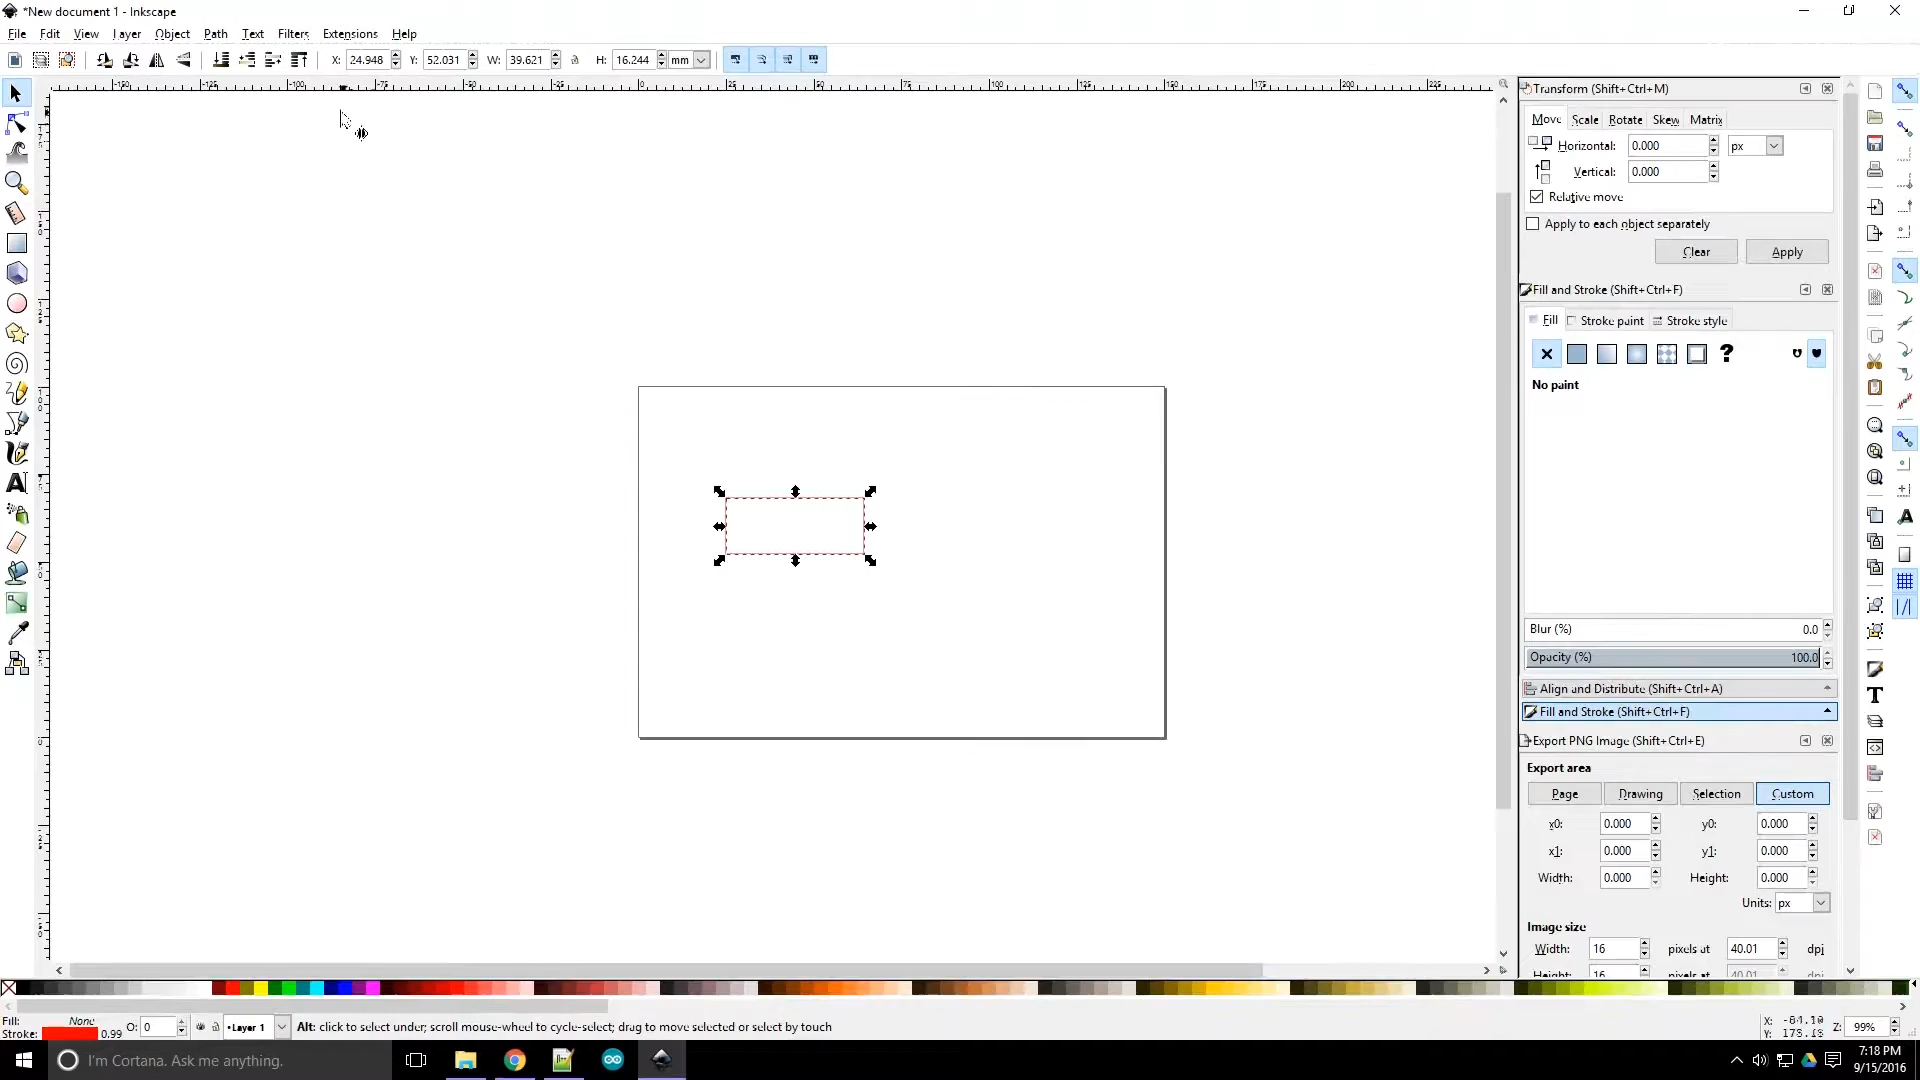 *New document 1 - Inkscape
File Edit View Layer Object Path Text Filters Extensions Help
X: 24.948 Y: 52.031 W: 39.621 H: 16.244 mm
Transform (Shift+Ctrl+M)
Move Scale Rotate Skew Matrix
Horizontal: 0.000 px
Vertical: 0.000
Relative move
Apply to each object separately
Clear Apply
Fill and Stroke (Shift+Ctrl+F)
Fill Stroke paint Stroke style
?
No paint
Blur (%) 0.0
Opacity (%) 100.0
Align and Distribute (Shift+Ctrl+A)
Fill and Stroke (Shift+Ctrl+F)
Export PNG Image (Shift+Ctrl+E)
Export area
Page Drawing Selection Custom
x0: 0.000 y0: 0.000
x1: 0.000 y1: 0.000
Width: 0.000 Height: 0.000
Units: px
Image size
Width: 16 pixels at 40.01 dpi
Height: 16 pixels at 40.01
Fill: None
Stroke: 0.99
O: 0
•Layer 1
Alt: click to select under; scroll mouse-wheel to cycle-select; drag to move selected or select by touch
X:
Y:
Z: 99%
I'm Cortana. Ask me anything.
7:18 PM
9/15/2016